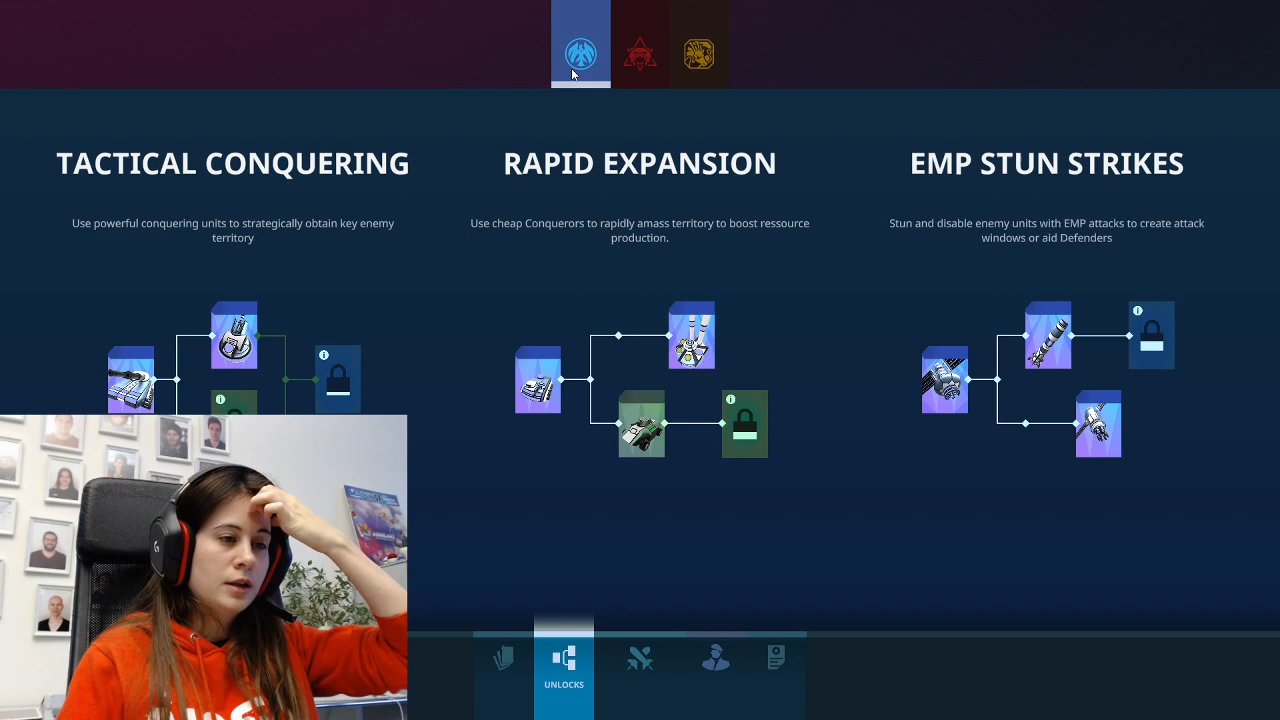 TACTICAL CONQUERING
Use powerful conquering units to strategically obtain key enemy
territory
RAPID EXPANSION
Use cheap Conquerors to rapidly amass territory to boost ressource
production.
EMP STUN STRIKES
Stun and disable enemy units with EMP attacks to create attack
windows or aid Defenders
UNLOCKS